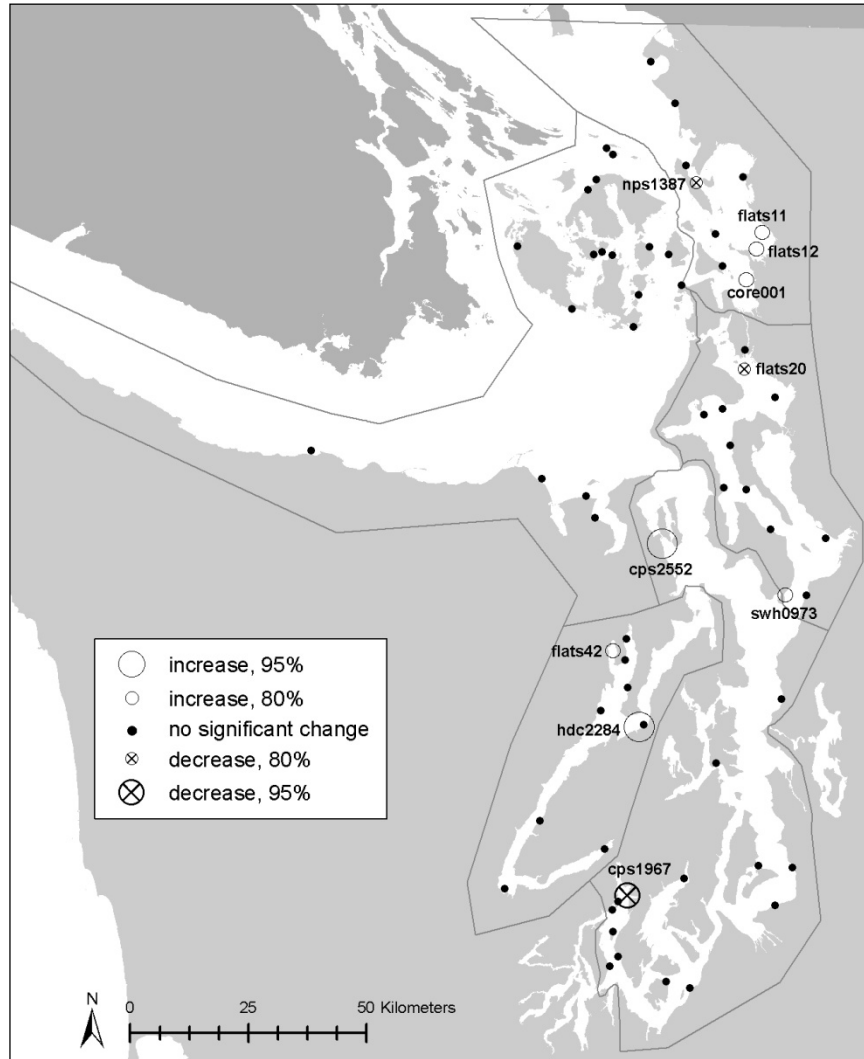 nps1387
flats11
flats12
core001
flats20
cps2552
swh0973
flats42
hdc2284
cps1967
increase, 95%
increase, 80%
no significant change
decrease, 80%
decrease, 95%
N
0 25 50 Kilometers